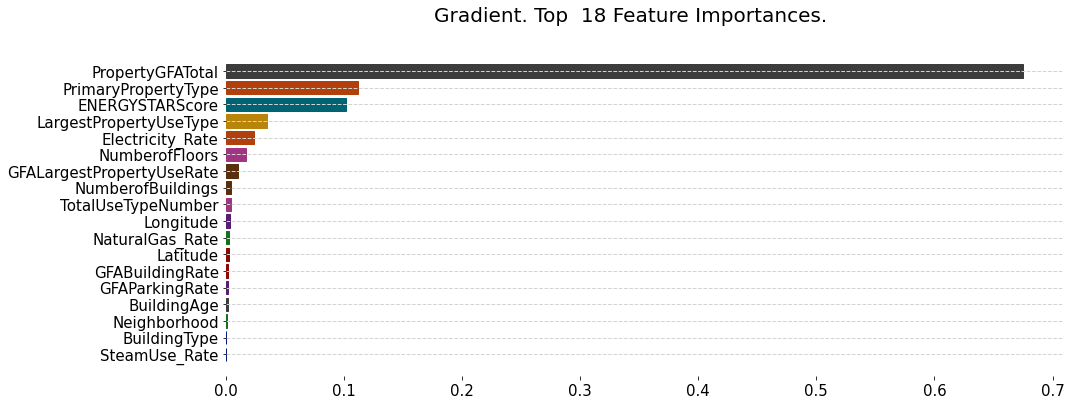 Gradient. Top  18 Feature Importances.
PropertyGFATotal
PrimaryPropertyType
ENERGYSTARScore
LargestPropertyUseType
Electricity_Rate
NumberofFloors
GFALargestPropertyUseRate
NumberofBuildings
TotalUseTypeNumber
Longitude
NaturalGas_Rate
Latitude
GFABuildingRate
GFAParkingRate
BuildingAge
Neighborhood
BuildingType
SteamUse_Rate
0.0 0.1 0.2 0.3 0.4 0.5 0.6 0.7